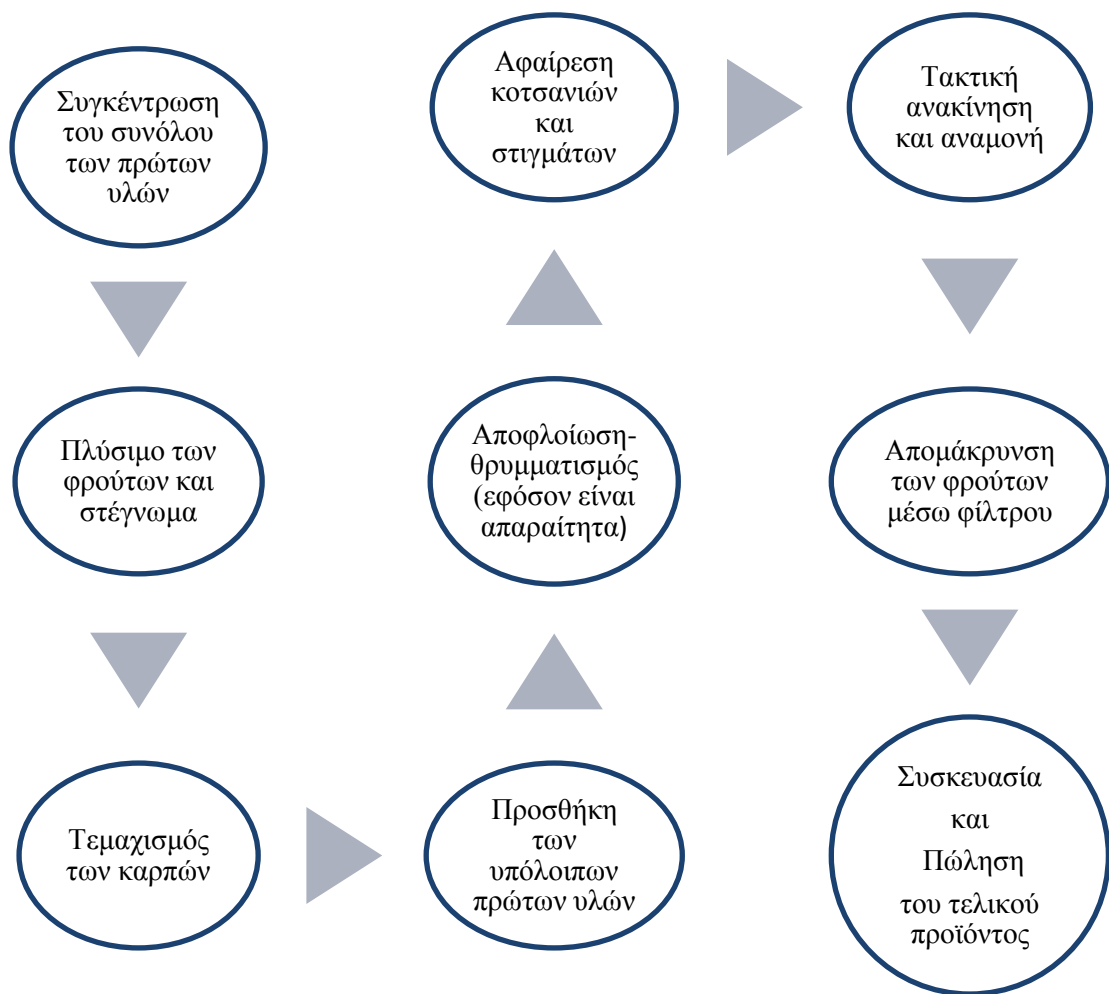 Συγκέντρωση
του συνόλου
των πρώτων
υλών
Πλύσιμο των
φρούτων και
στέγνωμα
Τεμαχισμός
των καρπών
Προσθήκη
των
υπόλοιπων
πρώτων υλών
Αποφλοίωση-
θρυμματισμός
(εφόσον είναι
απαραίτητα)
Αφαίρεση
κοτσανιών
και
στιγμάτων
Τακτική
ανακίνηση
και αναμονή
Απομάκρυνση
των φρούτων
μέσω φίλτρου
Συσκευασία
και
Πώληση
του τελικού
προϊόντος